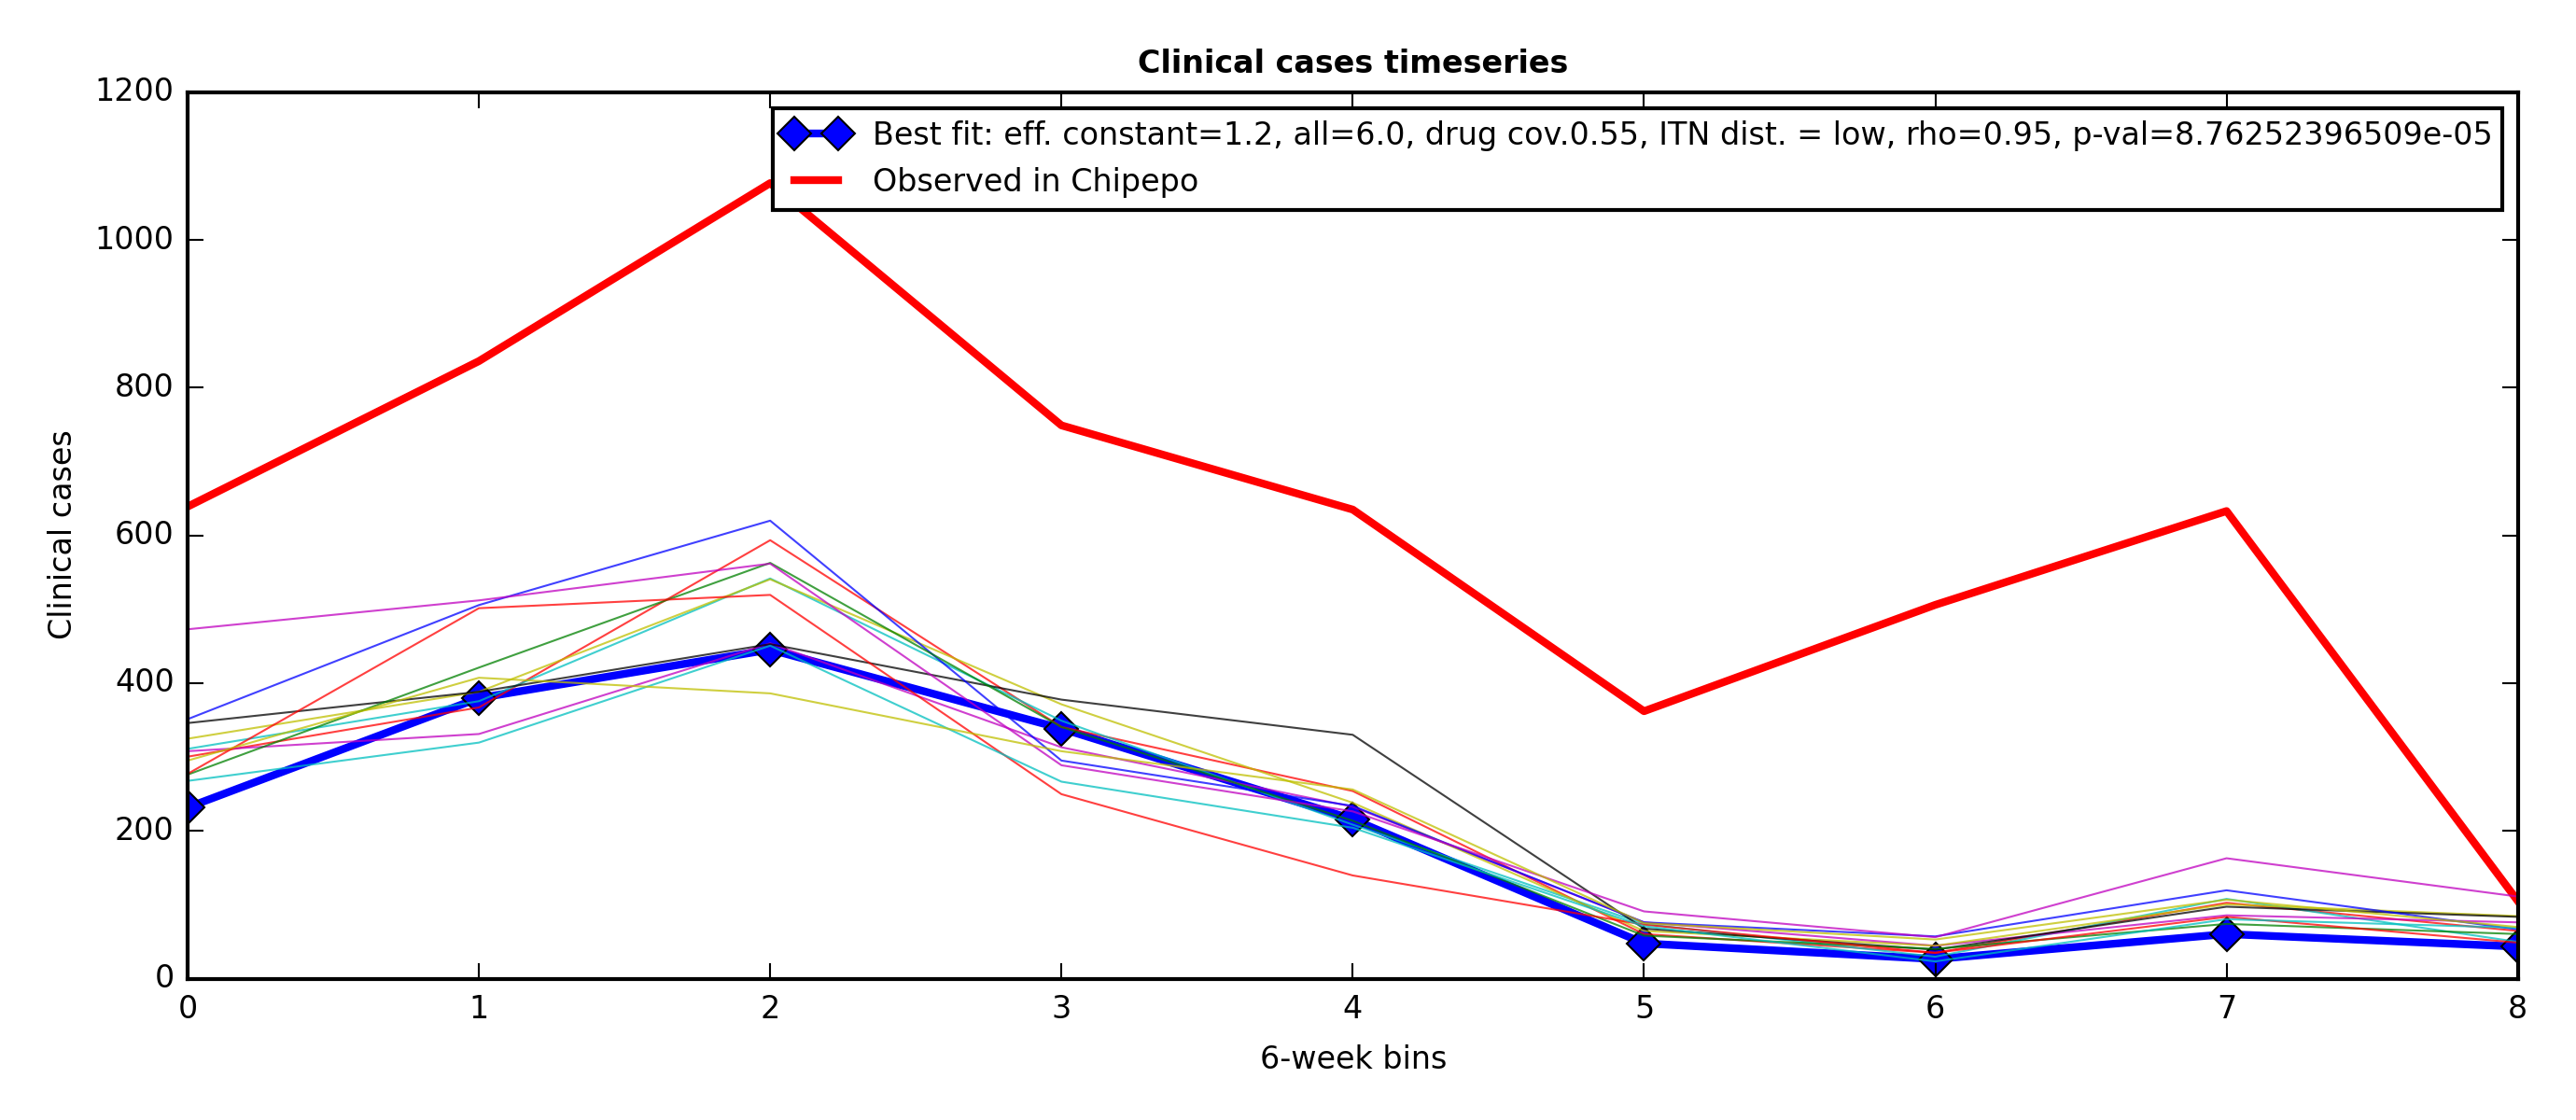 Clinical cases timeseries
1200
1000
800
600
400
200
0
Clinical cases
Best fit: eff. constant=1.2, all=6.0, drug cov.0.55, ITN dist. = low, rho=0.95, p-val=8.76252396509e-05
Observed in Chipepo
0 1 2 3 4 5 6 7 8
6-week bins